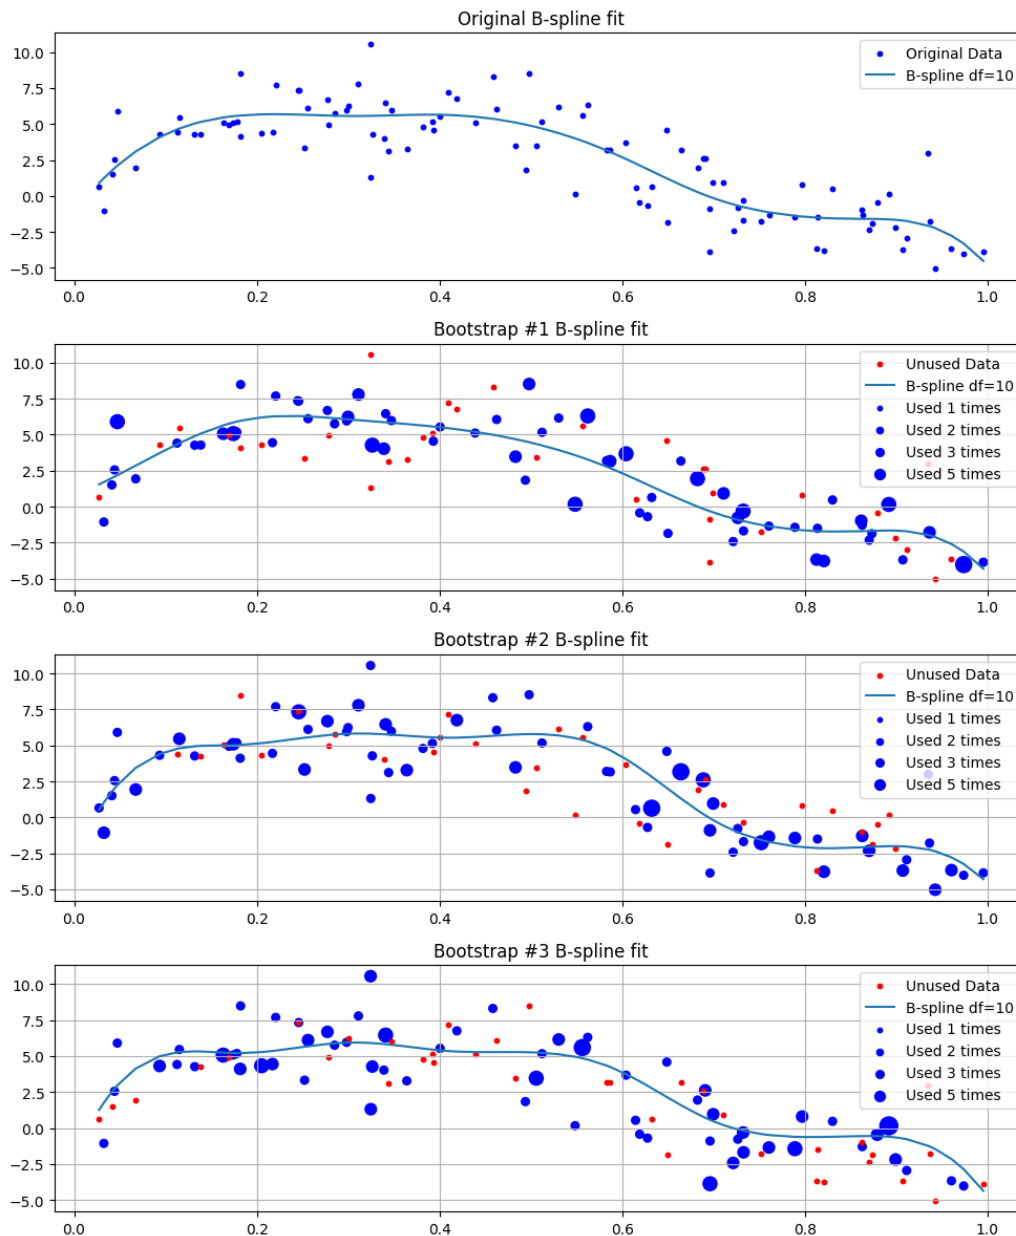 Original B-spline fit
10.0
7.5
5.0
2.5
0.0
−2.5
−5.0
Original Data
B-spline df=10
0.0 0.2 0.4 0.6 0.8 1.0
Bootstrap #1 B-spline fit
10.0
7.5
5.0
2.5
0.0
−2.5
−5.0
Unused Data
B-spline df=10
Used 1 times
Used 2 times
Used 3 times
Used 5 times
0.0 0.2 0.4 0.6 0.8 1.0
Bootstrap #2 B-spline fit
10.0
7.5
5.0
2.5
0.0
−2.5
−5.0
Unused Data
B-spline df=10
Used 1 times
Used 2 times
Used 3 times
Used 5 times
0.0 0.2 0.4 0.6 0.8 1.0
Bootstrap #3 B-spline fit
10.0
7.5
5.0
2.5
0.0
−2.5
−5.0
Unused Data
B-spline df=10
Used 1 times
Used 2 times
Used 3 times
Used 5 times
0.0 0.2 0.4 0.6 0.8 1.0